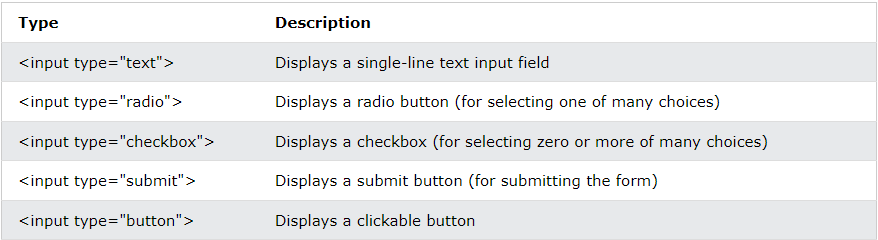 Type Description
<input type="text"> Displays a single-line text input field
<input type="radio"> Displays a radio button (for selecting one of many choices)
<input type="checkbox"> Displays a checkbox (for selecting zero or more of many choices)
<input type="submit"> Displays a submit button (for submitting the form)
<input type="button"> Displays a clickable button